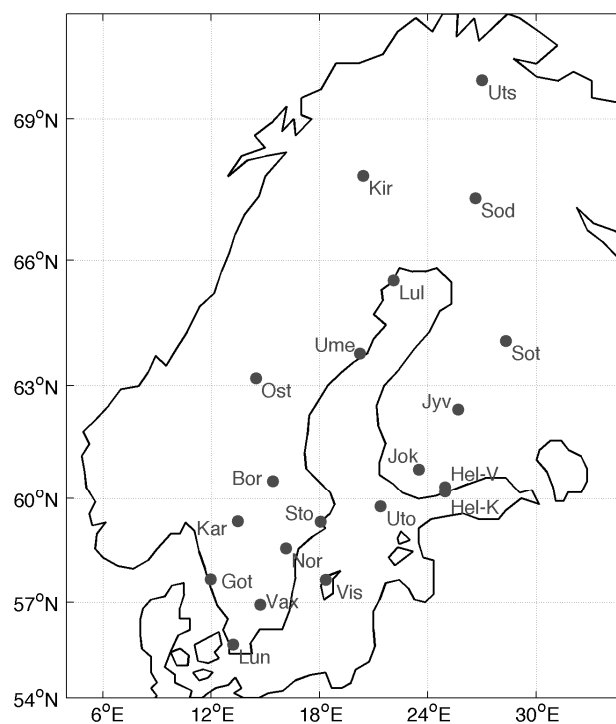 Uts
69°N
Kir
Sod
66°N
Lul
Ume
Sot
63°N
Ost
Jyv
Jok
Bor
Hel-V
60°N
Hel-K
Sto
Uto
Kar
Nor
Got
Vis
57°N
Vax
Lun
54°N
6°E 12°E 18°E 24°E 30°E